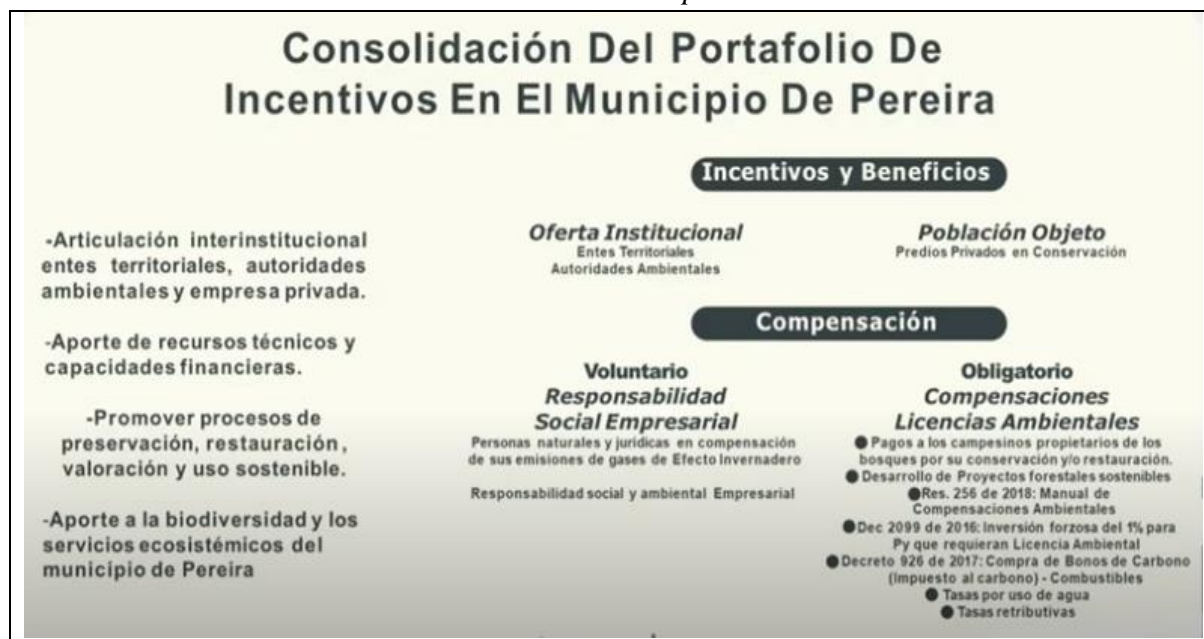 Consolidación Del Portafolio De
Incentivos En El Municipio De Pereira
-Articulación interinstitucional
entes territoriales, autoridades
ambientales y empresa privada.
-Aporte de recursos técnicos y
capacidades financieras.
-Promover procesos de
preservación, restauración,
valoración y uso sostenible.
-Aporte a la biodiversidad y los
servicios ecosistémicos del
municipio de Pereira
Incentivos y Beneficios
Oferta Institucional
Entes Territoriales
Autoridades Ambientales
Población Objeto
Predios Privados en Conservación
Compensación
Voluntario
Responsabilidad
Social Empresarial
Personas naturales y jurídicas en compensación
de sus emisiones de gases de Efecto Invernadero
Responsabilidad social y ambiental Empresarial
Obligatorio
Compensaciones
Licencias Ambientales
● Pagos a los campesinos propietarios de los
bosques por su conservación y/o restauración.
● Desarrollo de Proyectos forestales sostenibles
● Res. 256 de 2018: Manual de
Compensaciones Ambientales
● Dec 2099 de 2016: Inversión forzosa del 1% para
Py que requieran Licencia Ambiental
● Decreto 926 de 2017: Compra de Bonos de Carbono
(Impuesto al carbono) - Combustibles
● Tasas por uso de agua
● Tasas retributivas